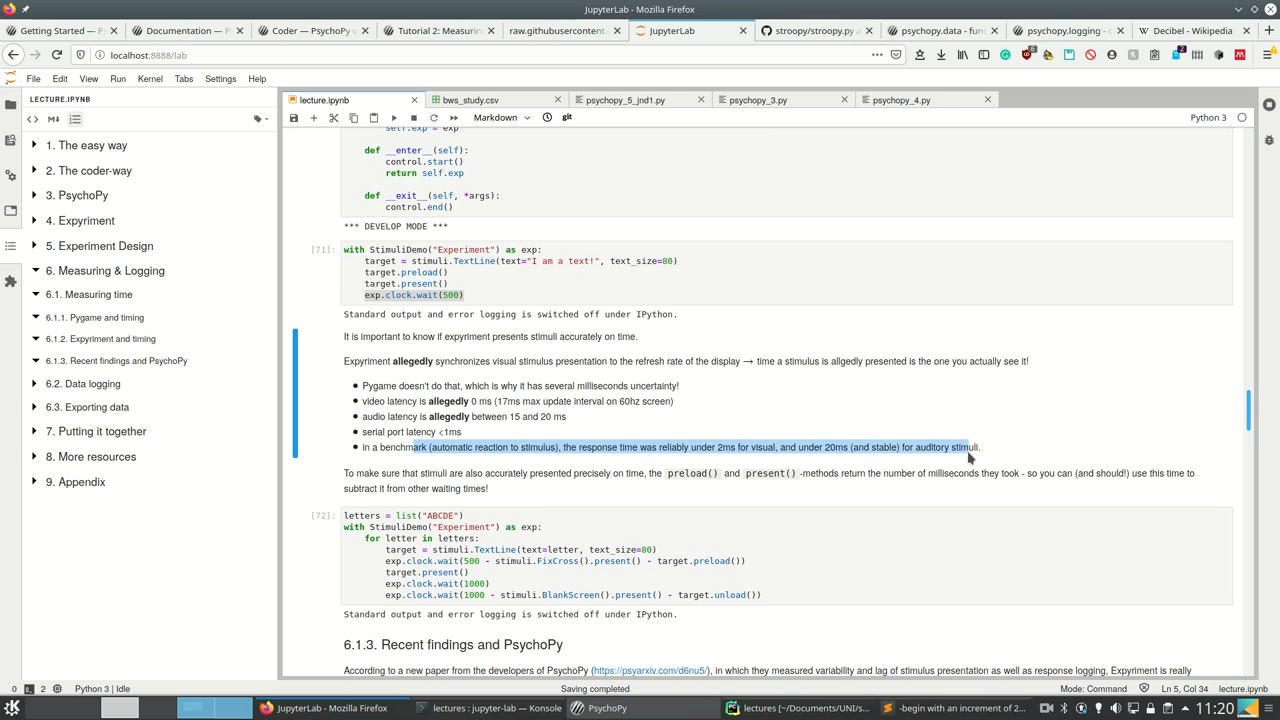 JupyterLab - Mozilla Firefox
Getting Started — Ps
Documentation — Ps
Coder — PsychoPy v
Tutorial 2: Measurin
raw.githubusercontent.
JupyterLab
stroopy/stroopy.py a
psychopy.data - fun
psychopy.logging -
Decibel - Wikipedia
localhost:8888/lab
File Edit View Run Kernel Tabs Settings Help
LECTURE.IPYNB
lecture.ipynb
bws_study.csv
psychopy_5_jnd1.py
psychopy_3.py
psychopy_4.py
Markdown
git
Python 3
1. The easy way
2. The coder-way
3. PsychoPy
4. Expyriment
5. Experiment Design
6. Measuring & Logging
6.1. Measuring time
6.1.1. Pygame and timing
6.1.2. Expyriment and timing
6.1.3. Recent findings and PsychoPy
6.2. Data logging
6.3. Exporting data
7. Putting it together
8. More resources
9. Appendix
self.exp = exp
def __enter__(self):
control.start()
return self.exp
def __exit__(self, *args):
control.end()
*** DEVELOP MODE ***
[71]:
with StimuliDemo("Experiment") as exp:
target = stimuli.TextLine(text="I am a text!", text_size=80)
target.preload()
target.present()
exp.clock.wait(500)
Standard output and error logging is switched off under IPython.
It is important to know if expyriment presents stimuli accurately on time.
Expyriment allegedly synchronizes visual stimulus presentation to the refresh rate of the display → time a stimulus is allgedly presented is the one you actually see it!
● Pygame doesn't do that, which is why it has several milliseconds uncertainty!
● video latency is allegedly 0 ms (17ms max update interval on 60hz screen)
● audio latency is allegedly between 15 and 20 ms
● serial port latency <1ms
● in a benchmark (automatic reaction to stimulus), the response time was reliably under 2ms for visual, and under 20ms (and stable) for auditory stimuli.
To make sure that stimuli are also accurately presented precisely on time, the preload() and present() -methods return the number of milliseconds they took - so you can (and should!) use this time to
subtract it from other waiting times!
[72]:
letters = list("ABCDE")
with StimuliDemo("Experiment") as exp:
for letter in letters:
target = stimuli.TextLine(text=letter, text_size=80)
exp.clock.wait(500 - stimuli.FixCross().present() - target.preload())
target.present()
exp.clock.wait(1000)
exp.clock.wait(1000 - stimuli.BlankScreen().present() - target.unload())
Standard output and error logging is switched off under IPython.
6.1.3. Recent findings and PsychoPy
According to a new paper from the developers of PsychoPy (https://psyarxiv.com/d6nu5/), in which they measured variability and lag of stimulus presentation as well as response logging, Expyriment is really
0 2 Python 3 | Idle
Saving completed
Mode: Command
Ln 5, Col 34
lecture.ipynb
JupyterLab - Mozilla Firefox
lectures : jupyter-lab — Konsole
PsychoPy
lectures [~/Documents/UNI/s...
-begin with an increment of 2...
11:20